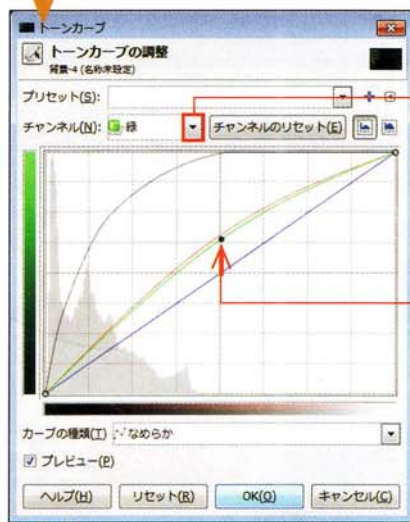 トーンカーブ
トーンカーブの調整
背景-4 (名称未設定)
プリセット(S):
チャンネル(N): 緑 チャンネルのリセット(E)
カーブの種類(T) なめらか
プレビュー(P)
ヘルプ(H) リセット(R) OK(O) キャンセル(C)